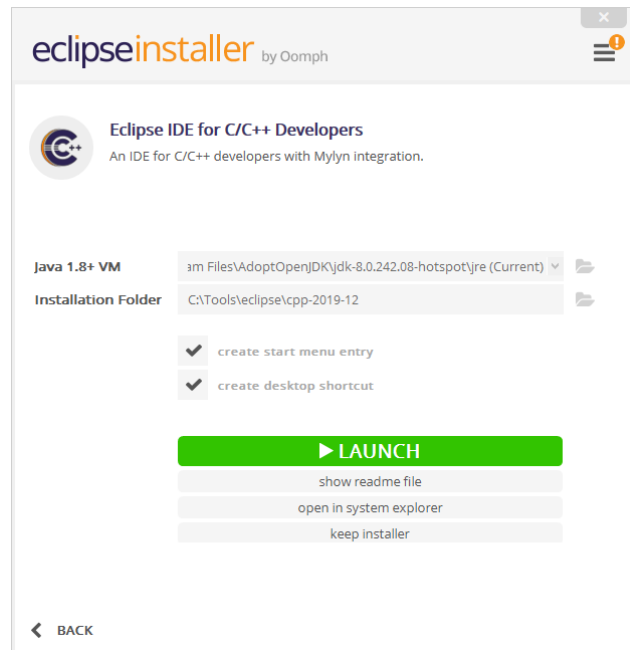 eclipseinstaller by Oomph
Eclipse IDE for C/C++ Developers
An IDE for C/C++ developers with Mylyn integration.
Java 1.8+ VM am Files\AdoptOpenJDK\jdk-8.0.242.08-hotspot\jre (Current)
Installation Folder C:\Tools\eclipse\cpp-2019-12
create start menu entry
create desktop shortcut
LAUNCH
show readme file
open in system explorer
keep installer
BACK